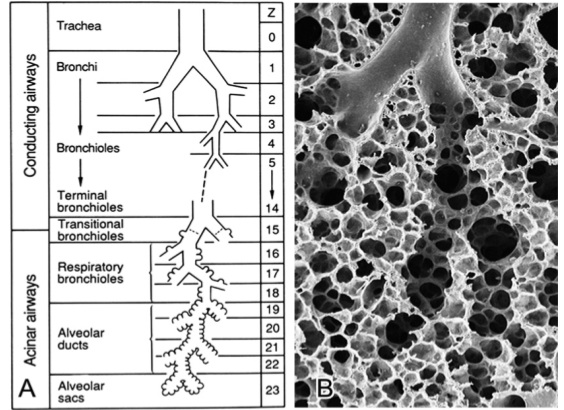 Z
Trachea
0
Conducting airways
Bronchi
1
2
3
Bronchioles
4
5
Terminal
bronchioles
14
Transitional
bronchioles
15
Acinar airways
Respiratory
bronchioles
16
17
18
19
Alveolar
ducts
20
21
22
Alveolar
sacs
23
A
B